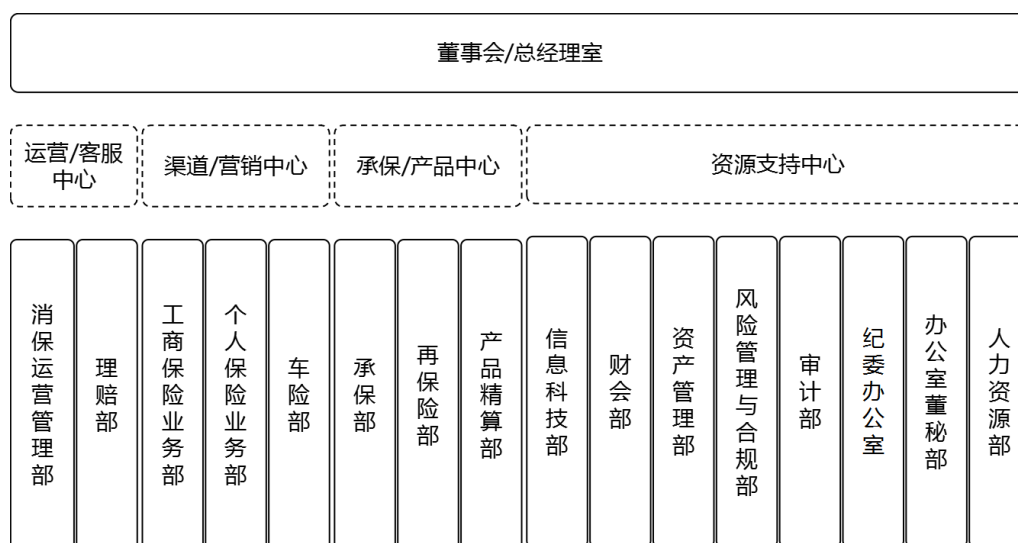 董事会/总经理室
运营/客服
中心
渠道/营销中心
承保/产品中心
资源支持中心
消保运营管理部
理赔部
工商保险业务部
个人保险业务部
车险部
承保部
再保险部
产品精算部
信息科技部
财会部
资产管理部
风险管理与合规部
审计部
纪委办公室
办公室董秘部
人力资源部